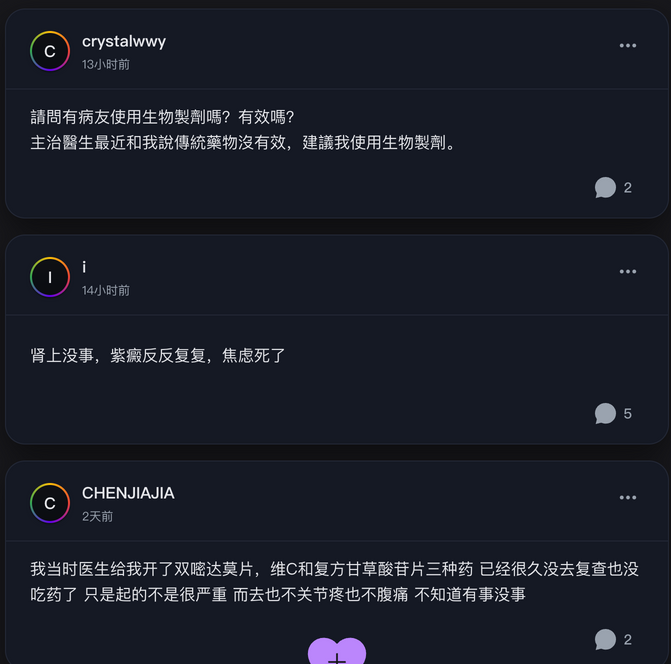 C
crystalwwy
13小时前
請問有病友使用生物製劑嗎？有效嗎？
主治醫生最近和我說傳統藥物沒有效，建議我使用生物製劑。
2
I
i
14小时前
肾上没事，紫癜反反复复，焦虑死了
5
C
CHENJIAJIA
2天前
我当时医生给我开了双嘧达莫片，维C和复方甘草酸苷片三种药 已经很久没去复查也没
吃药了 只是起的不是很严重 而去也不关节疼也不腹痛 不知道有事没事
2